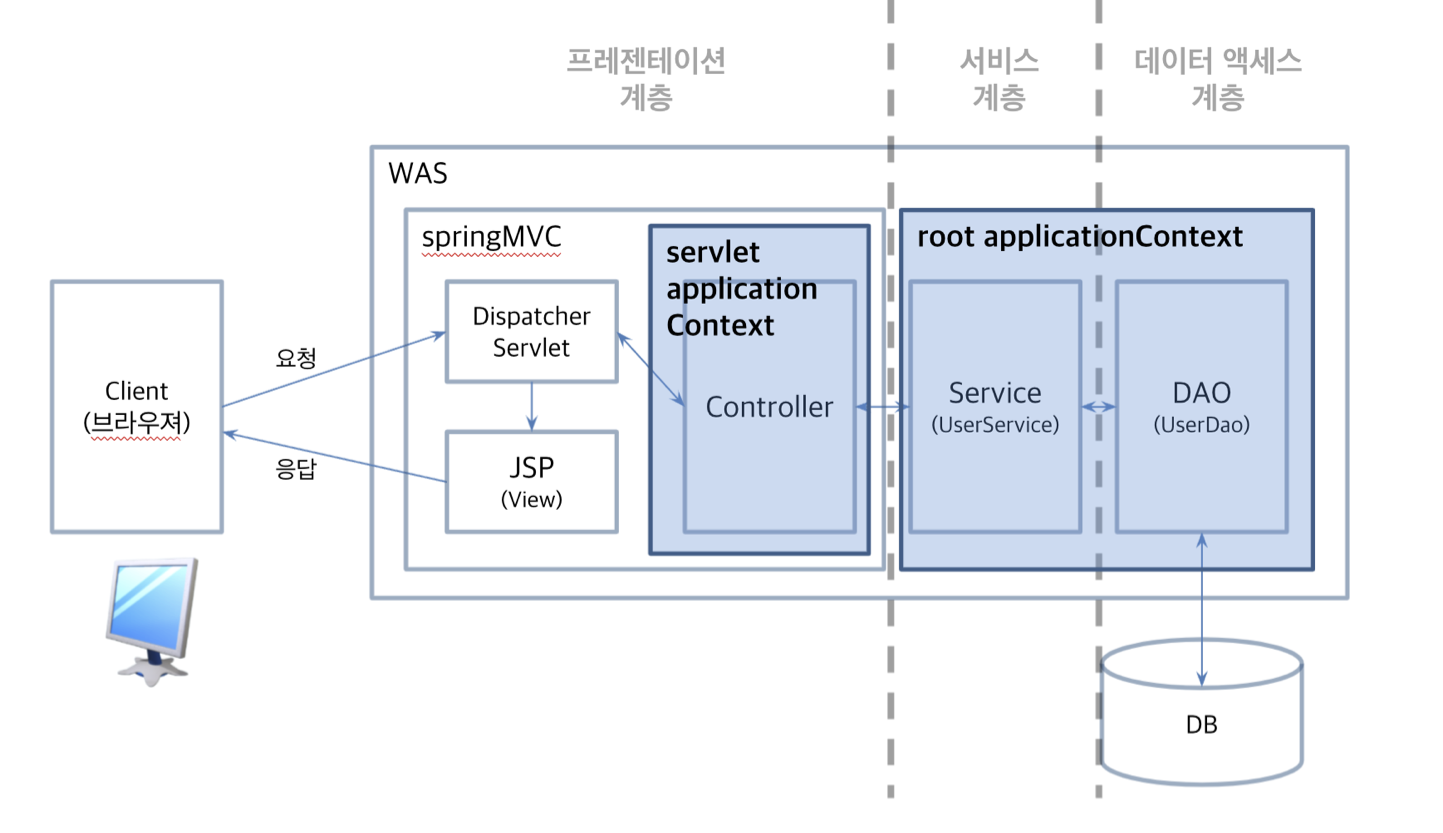 프레젠테이션
계층
서비스
계층
데이터 액세스
계층
WAS
springMVC
servlet
application
Context
root applicationContext
Dispatcher
Servlet
요청
Client
(브라우져)
Controller
Service
(UserService)
DAO
(UserDao)
응답
JSP
(View)
DB